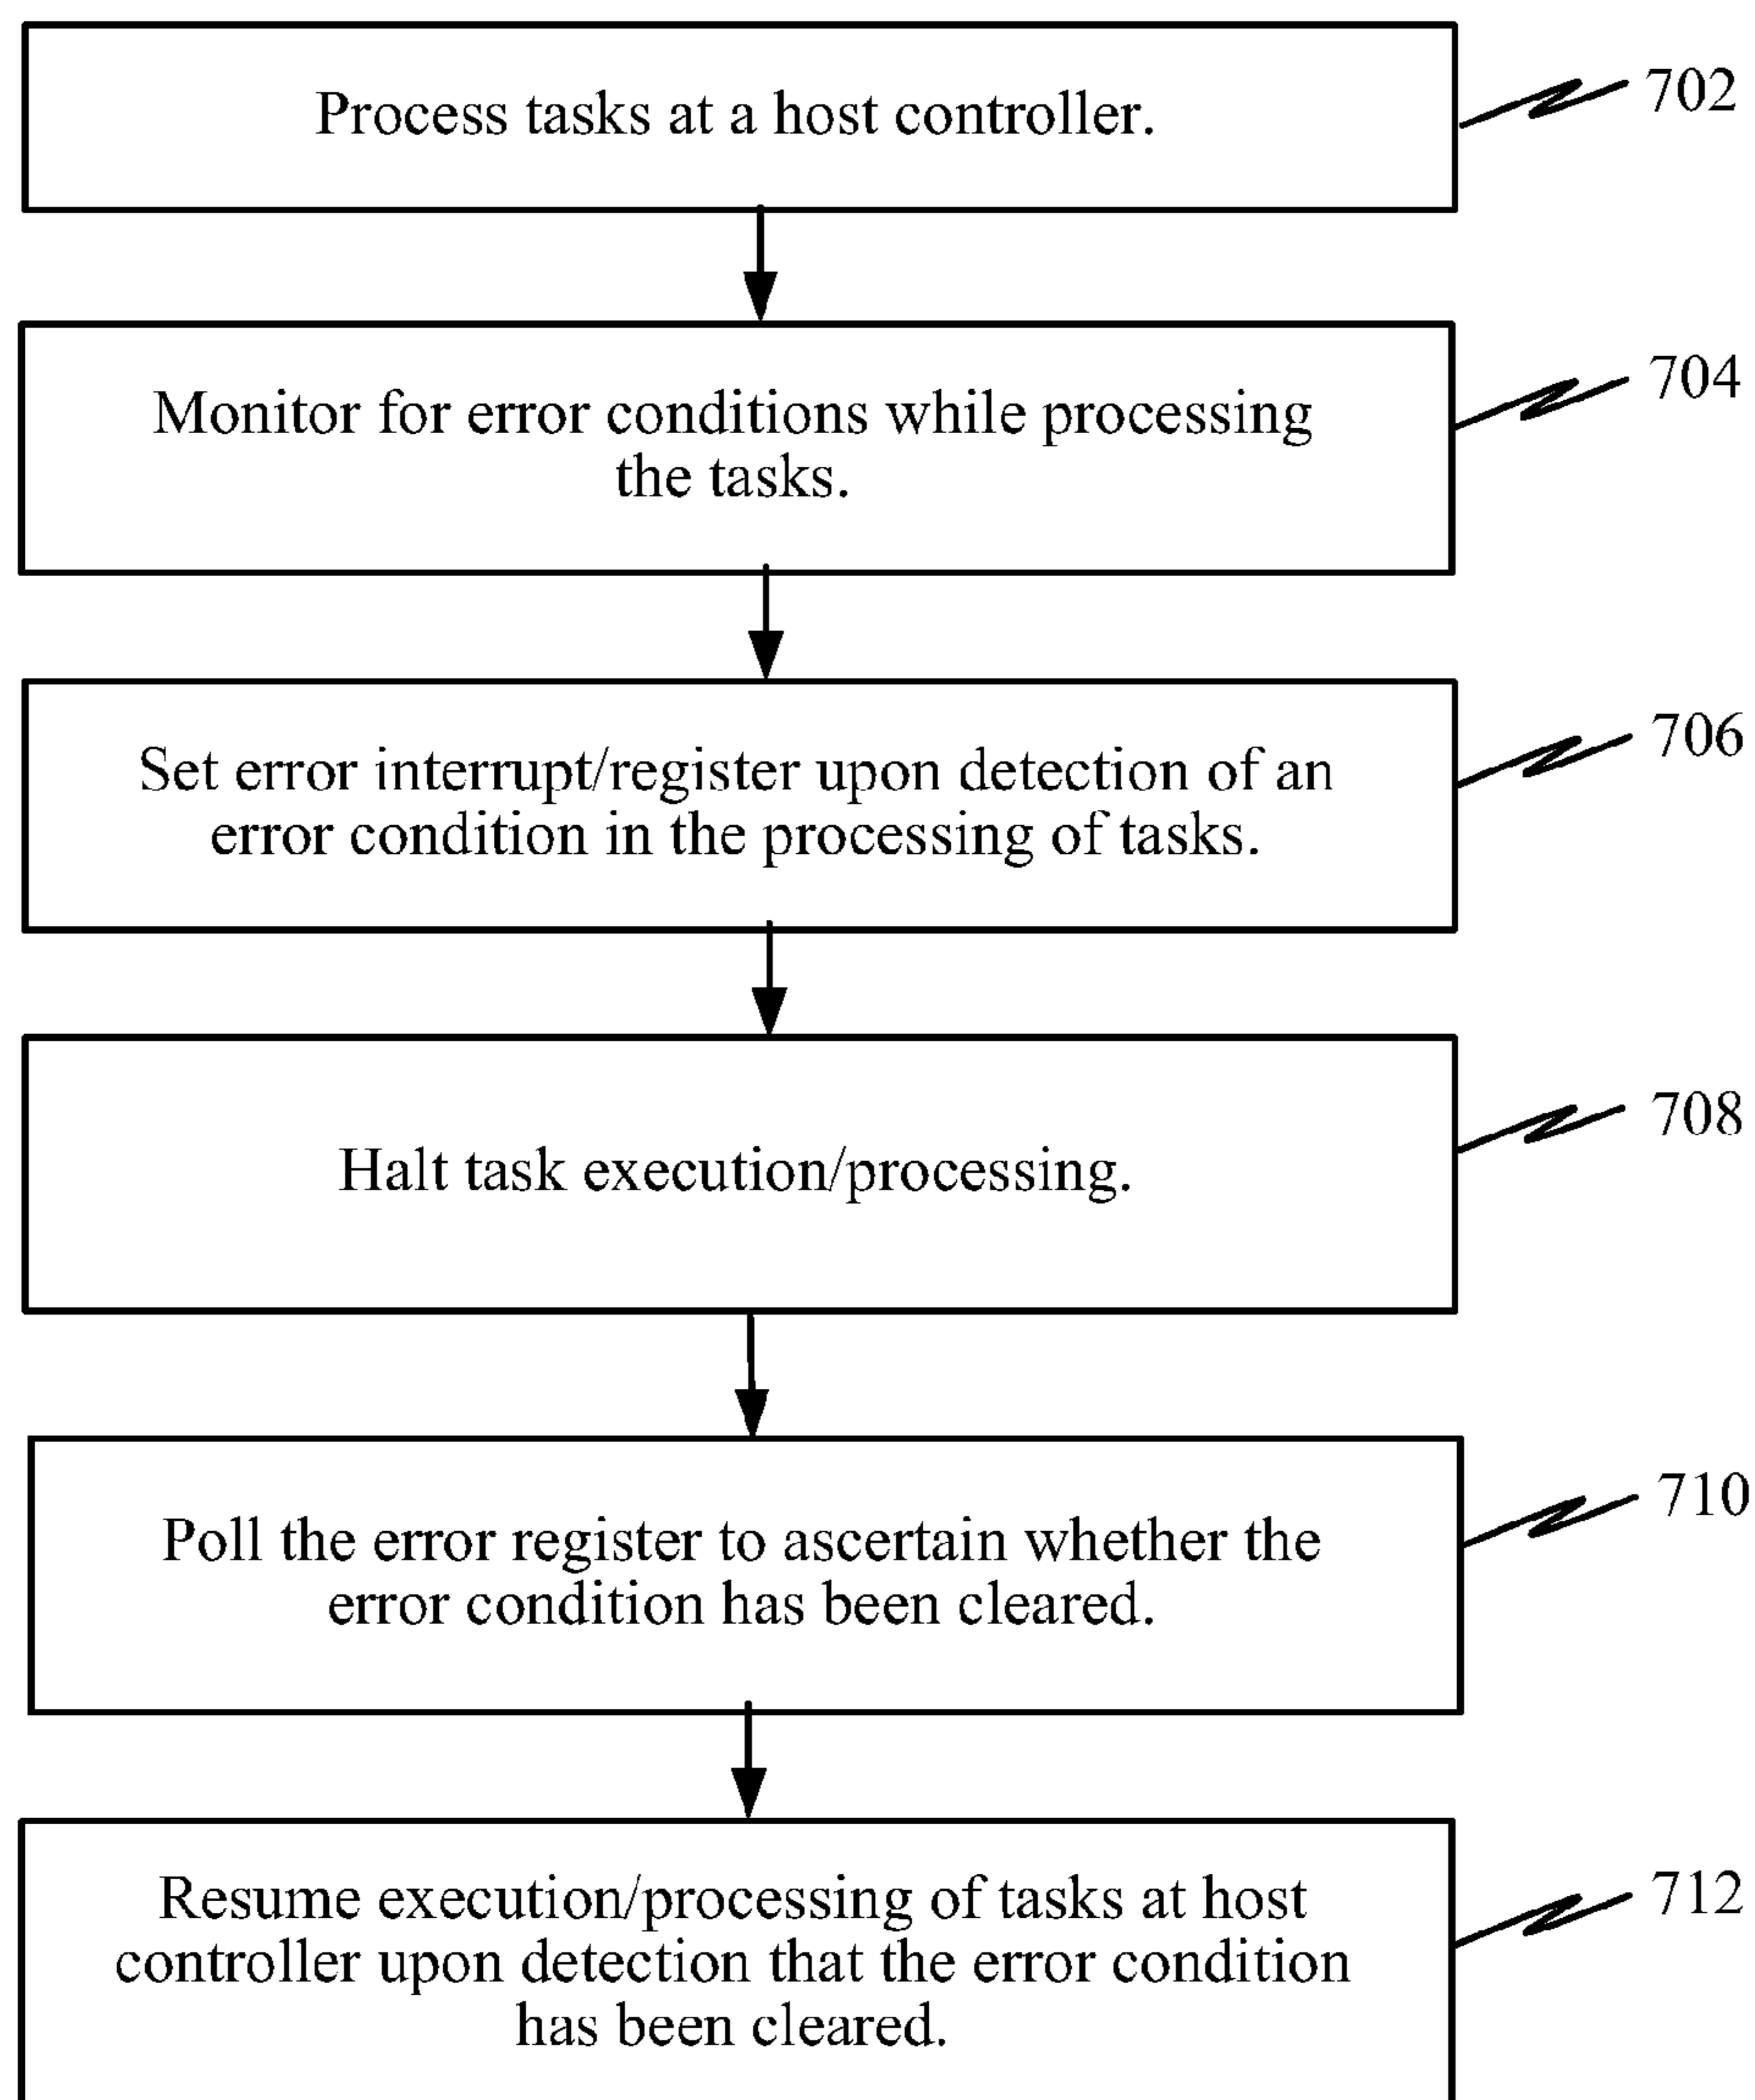 Process tasks at a host controller.
702
Monitor for error conditions while processing
the tasks.
704
Set error interrupt/register upon detection of an
error condition in the processing of tasks.
706
Halt task execution/processing.
708
Poll the error register to ascertain whether the
error condition has been cleared.
710
Resume execution/processing of tasks at host
controller upon detection that the error condition
has been cleared.
712